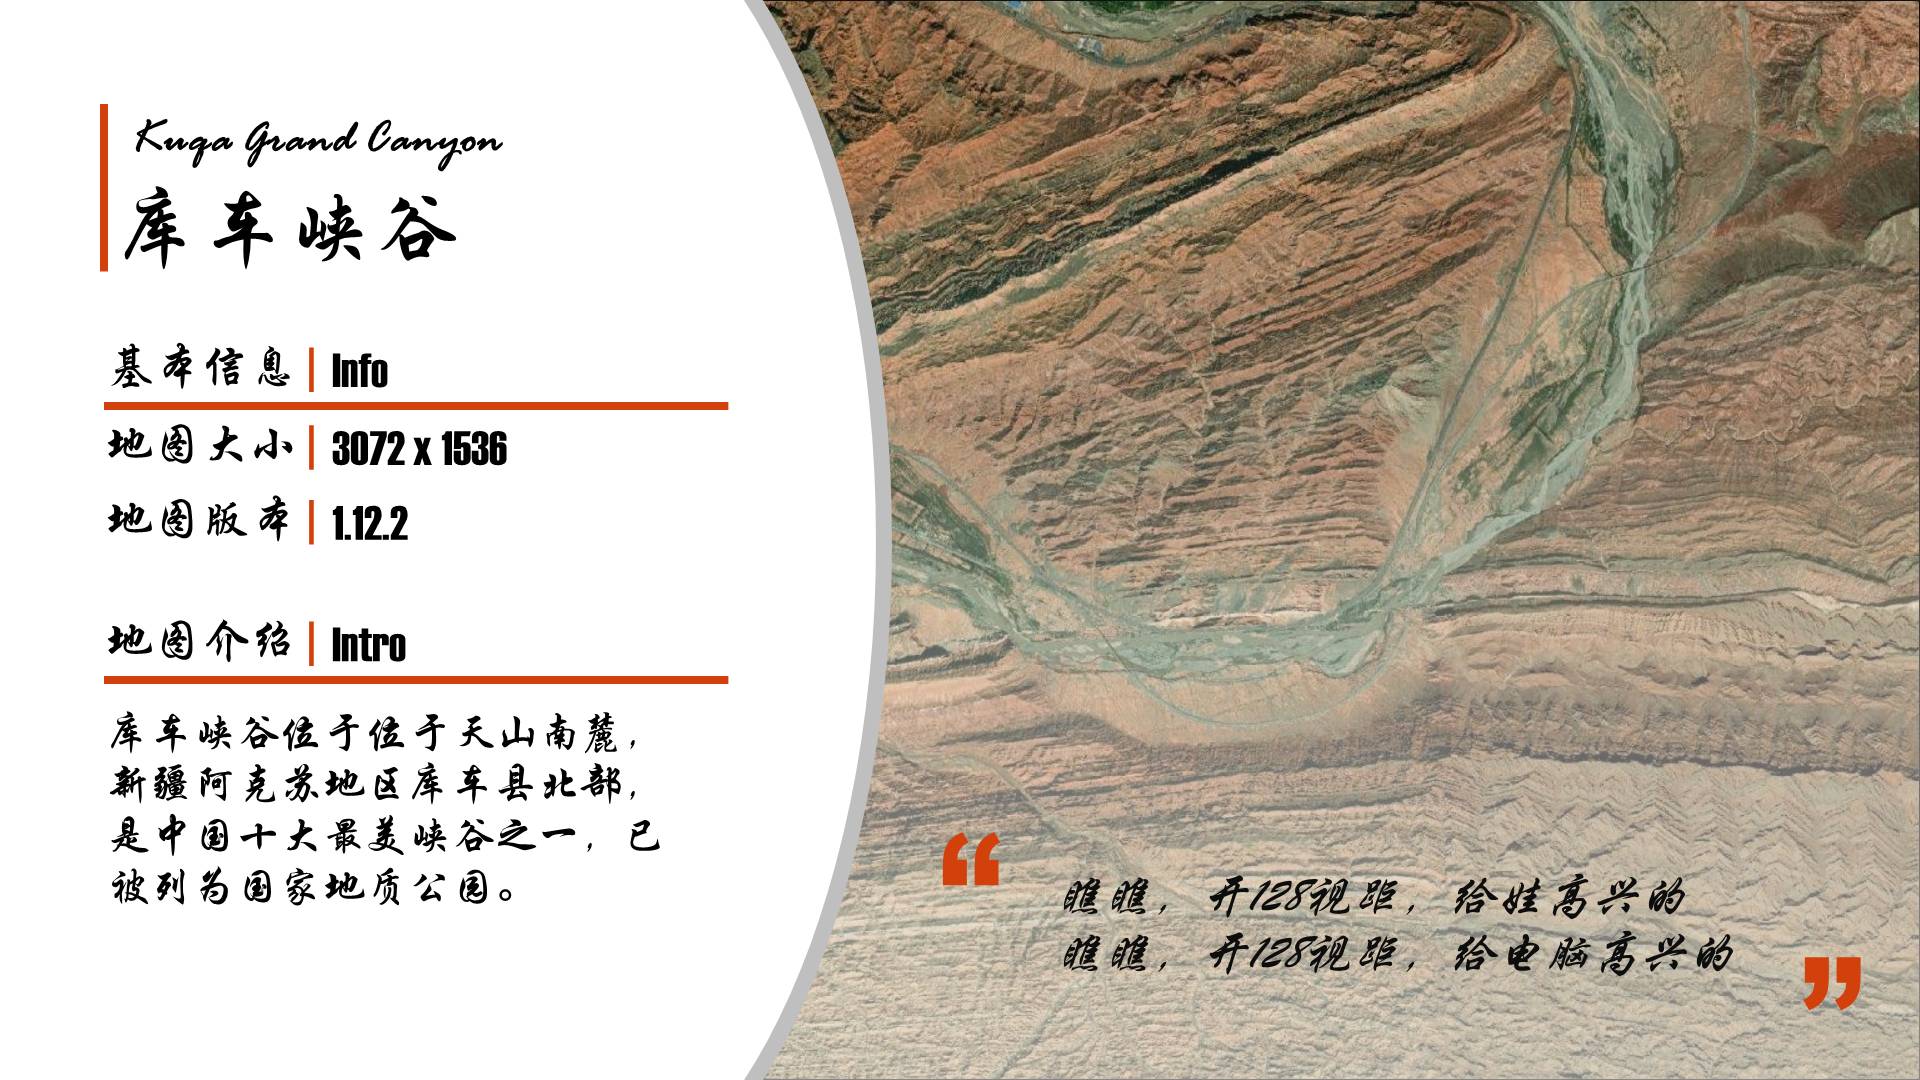 Kuqa Grand Canyon
库车峡谷
基本信息 | Info
地图大小 | 3072 x 1536
地图版本 | 1.12.2
地图介绍 | Intro
库车峡谷位于位于天山南麓，
新疆阿克苏地区库车县北部，
是中国十大最美峡谷之一，已
被列为国家地质公园。
“
瞧瞧，开128视距，给娃高兴的
瞧瞧，开128视距，给电脑高兴的
”